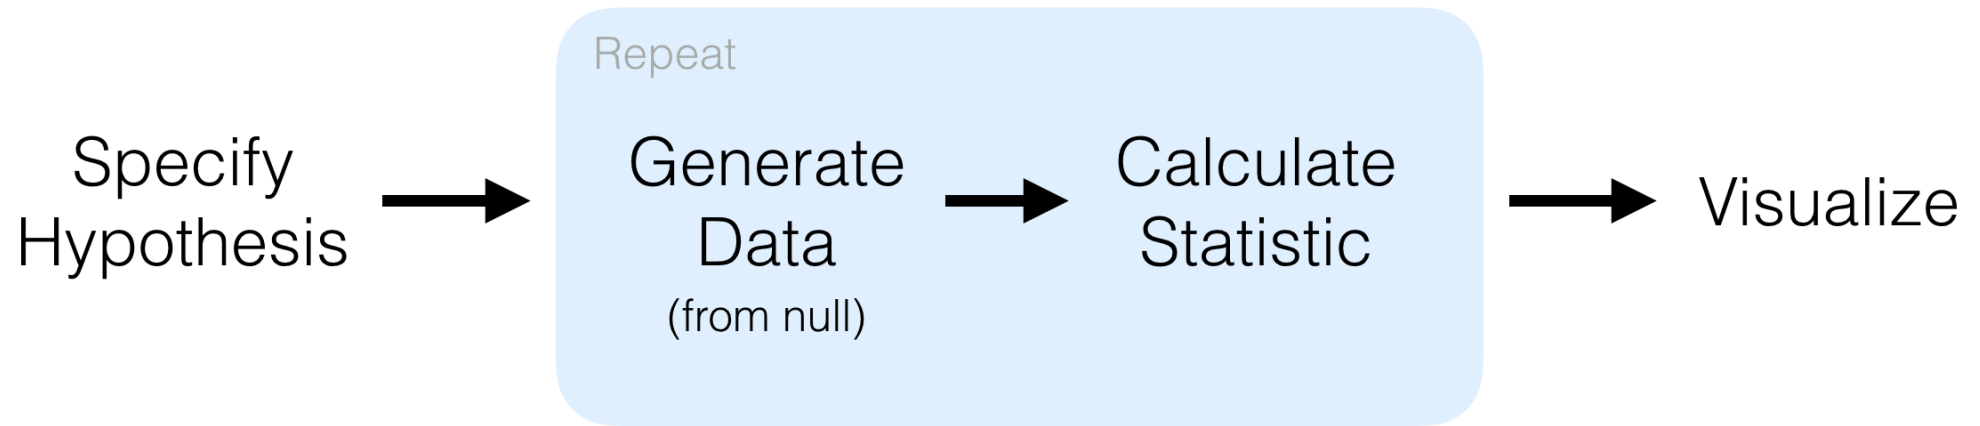 Repeat
Specify
Hypothesis
Generate
Data
(from null)
Calculate
Statistic
Visualize